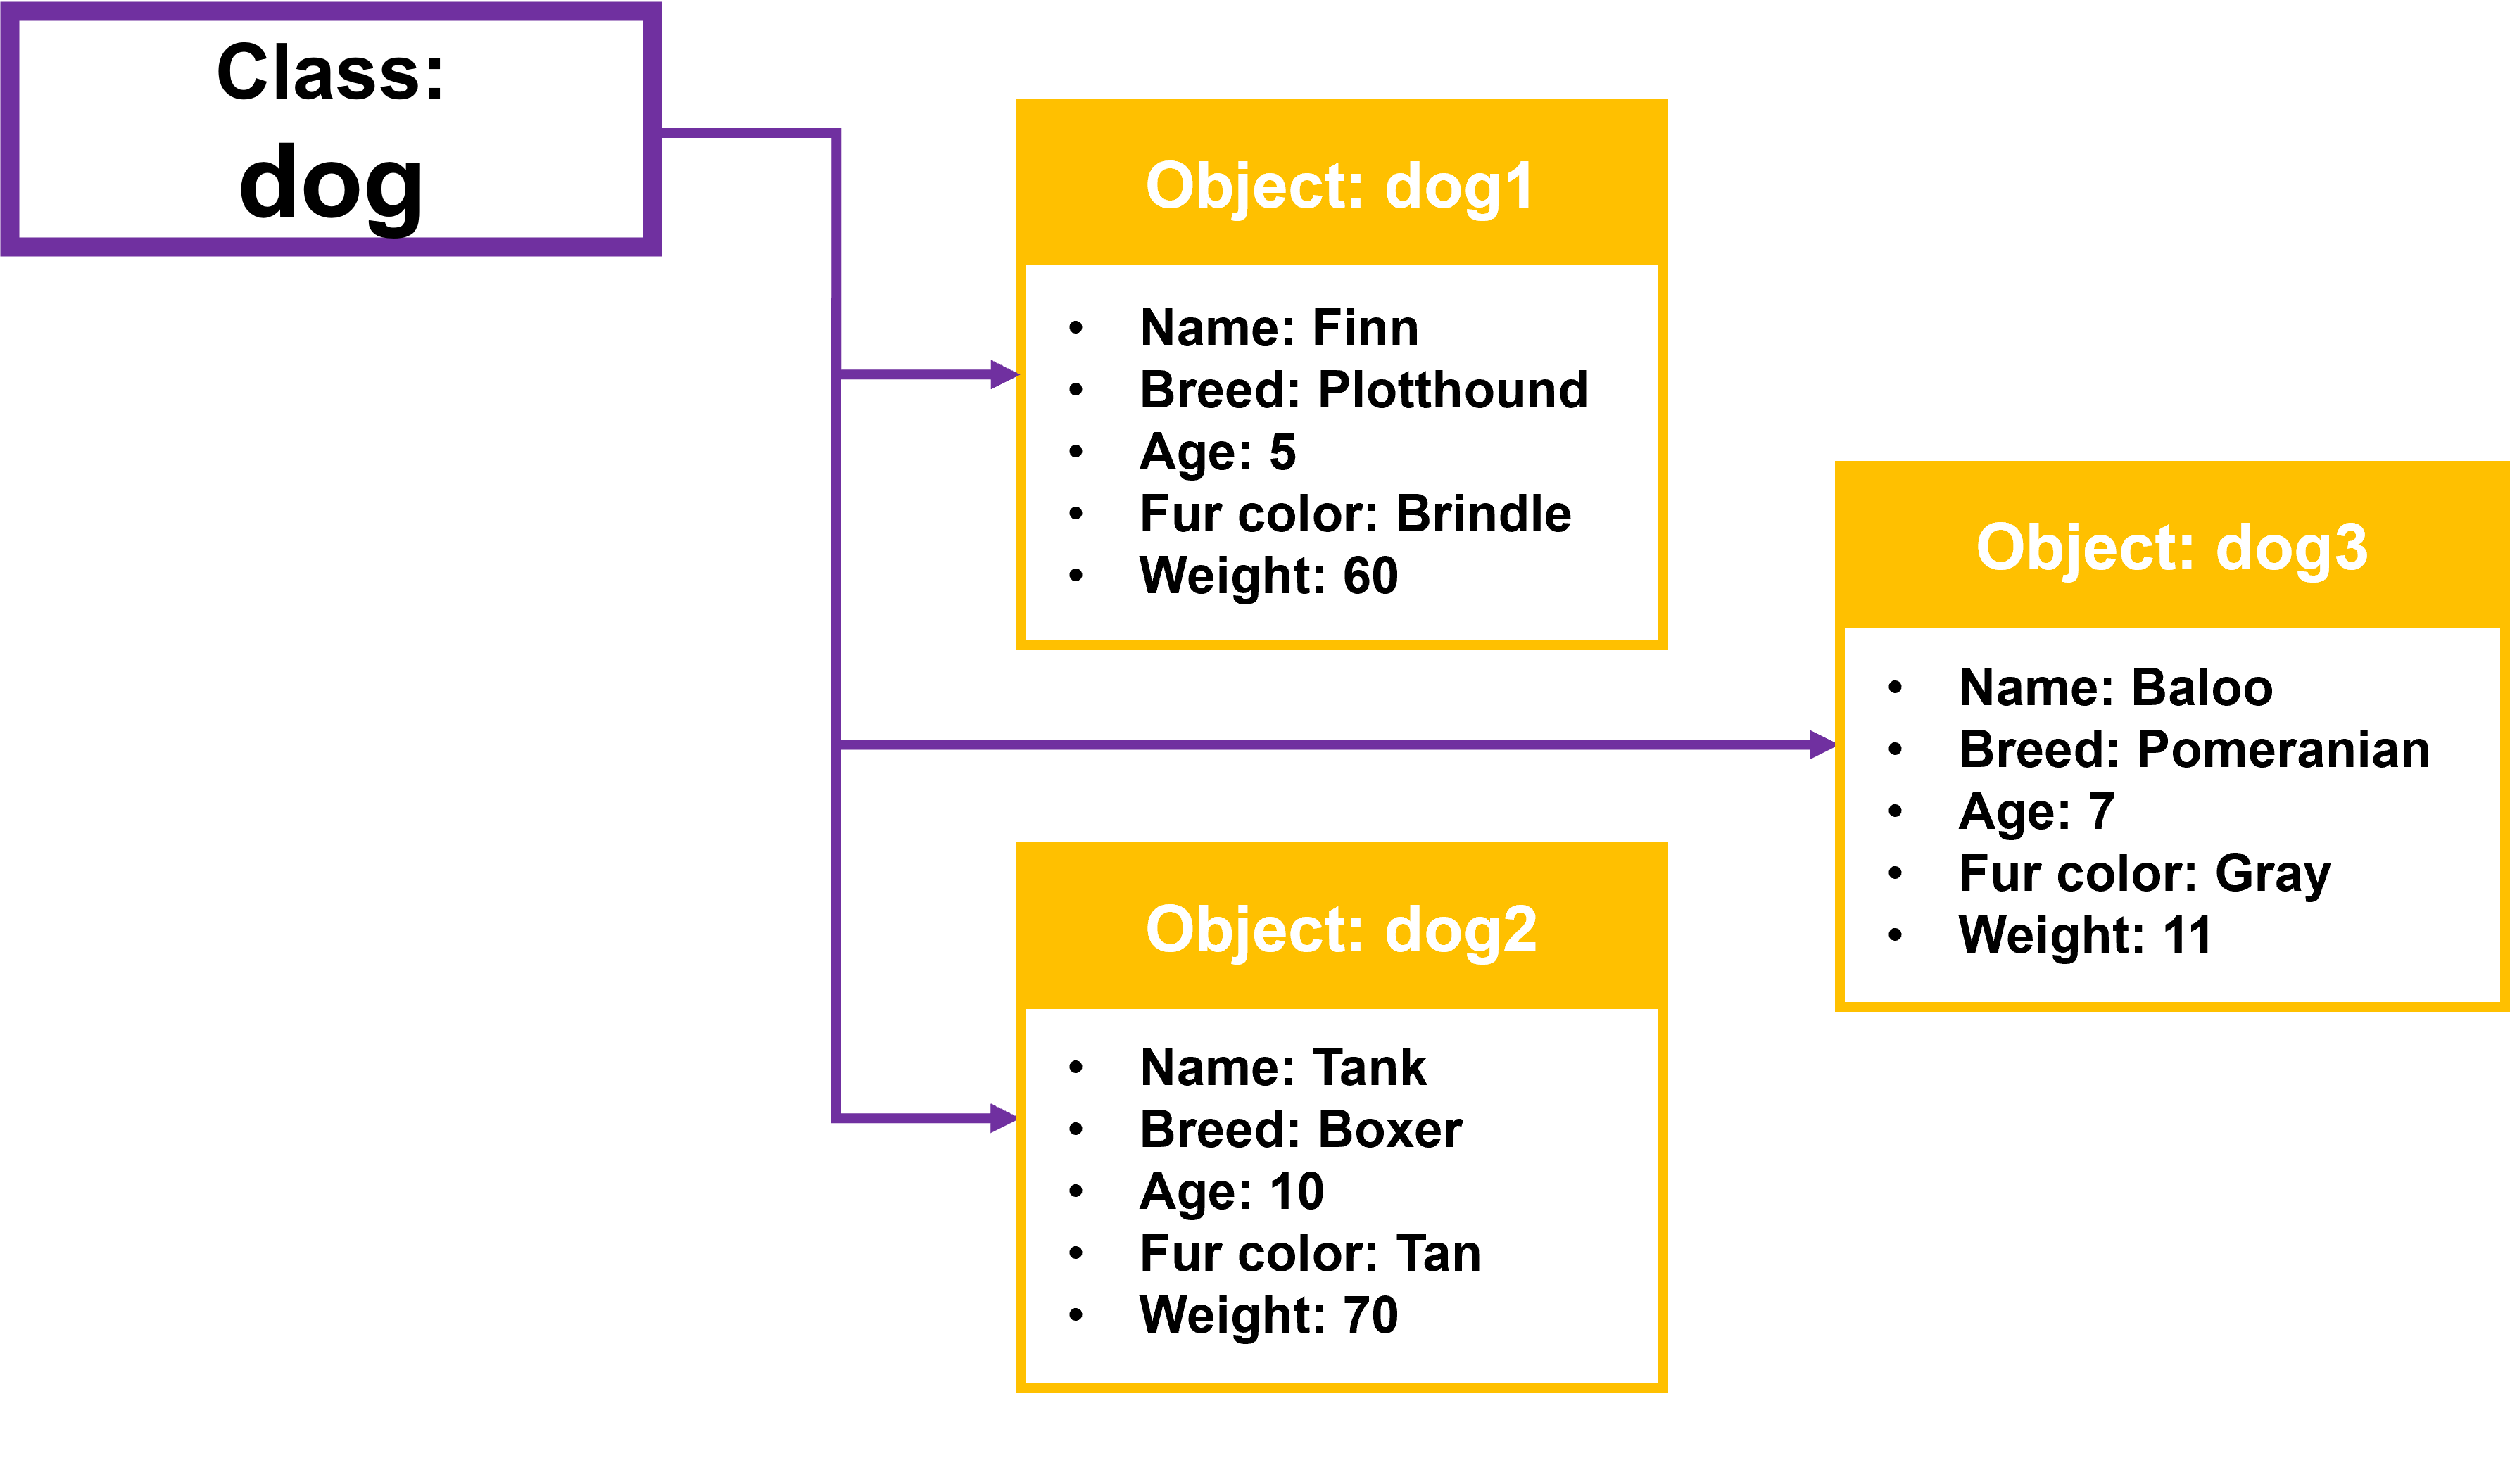 Class:
dog
Object: dog1
• Name: Finn
• Breed: Plotthound
• Age: 5
• Fur color: Brindle
• Weight: 60
Object: dog2
• Name: Tank
• Breed: Boxer
• Age: 10
• Fur color: Tan
• Weight: 70
Object: dog3
• Name: Baloo
• Breed: Pomeranian
• Age: 7
• Fur color: Gray
• Weight: 11